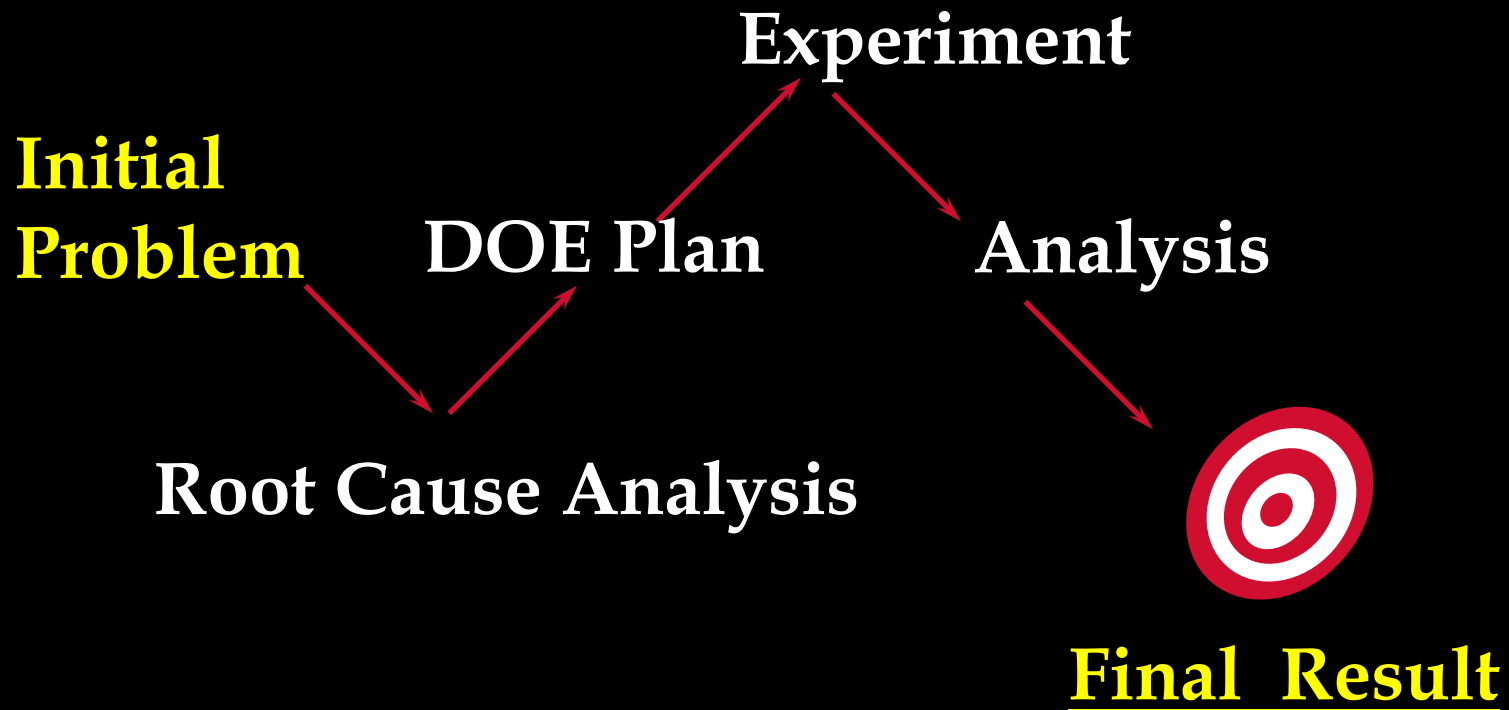 Experiment
Initial
Problem
DOE Plan
Analysis
Root Cause Analysis
Final Result